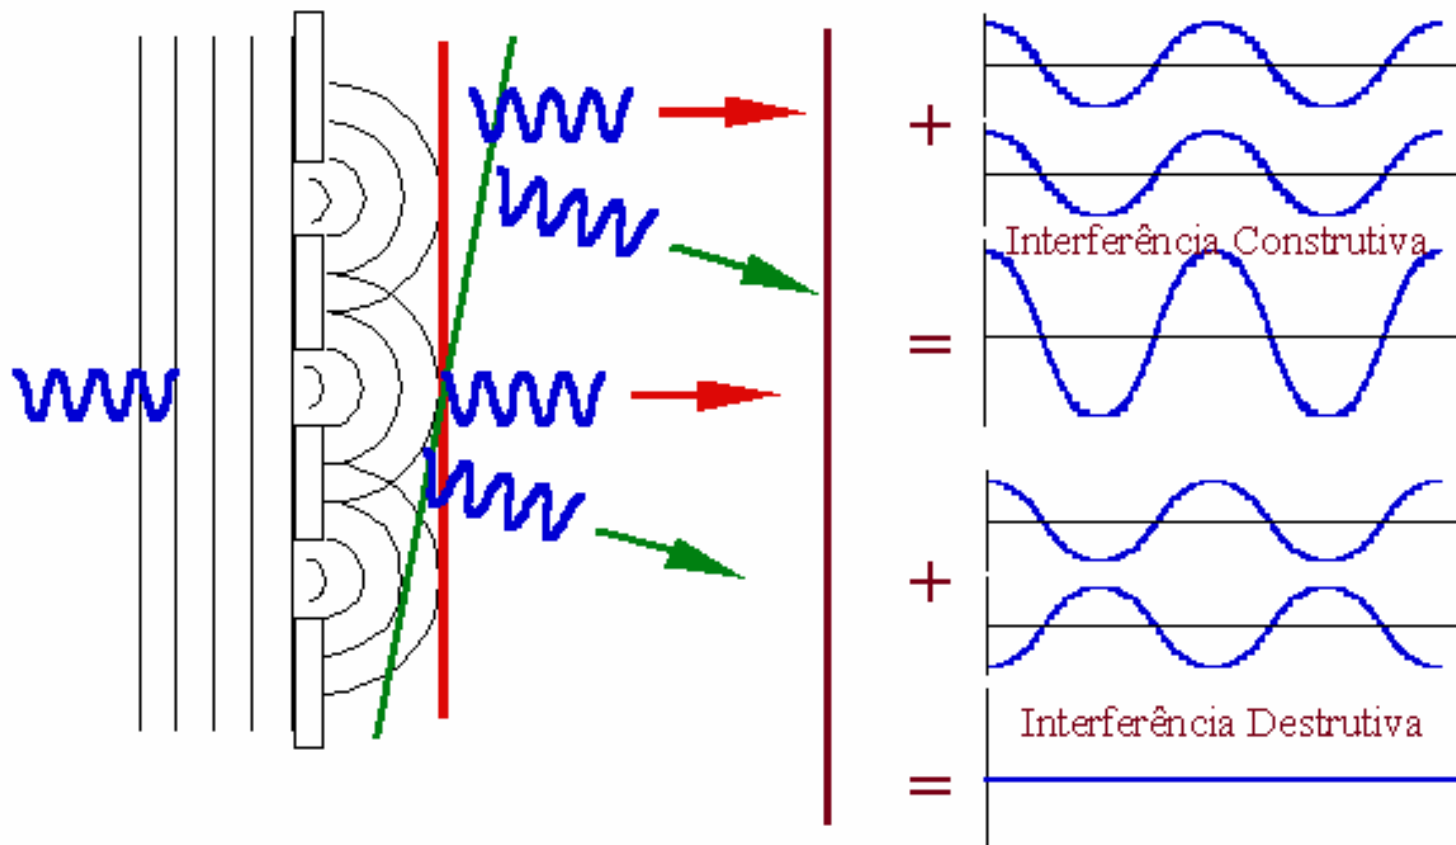 +
Interferência Construtiva
=
+
Interferência Destrutiva
=